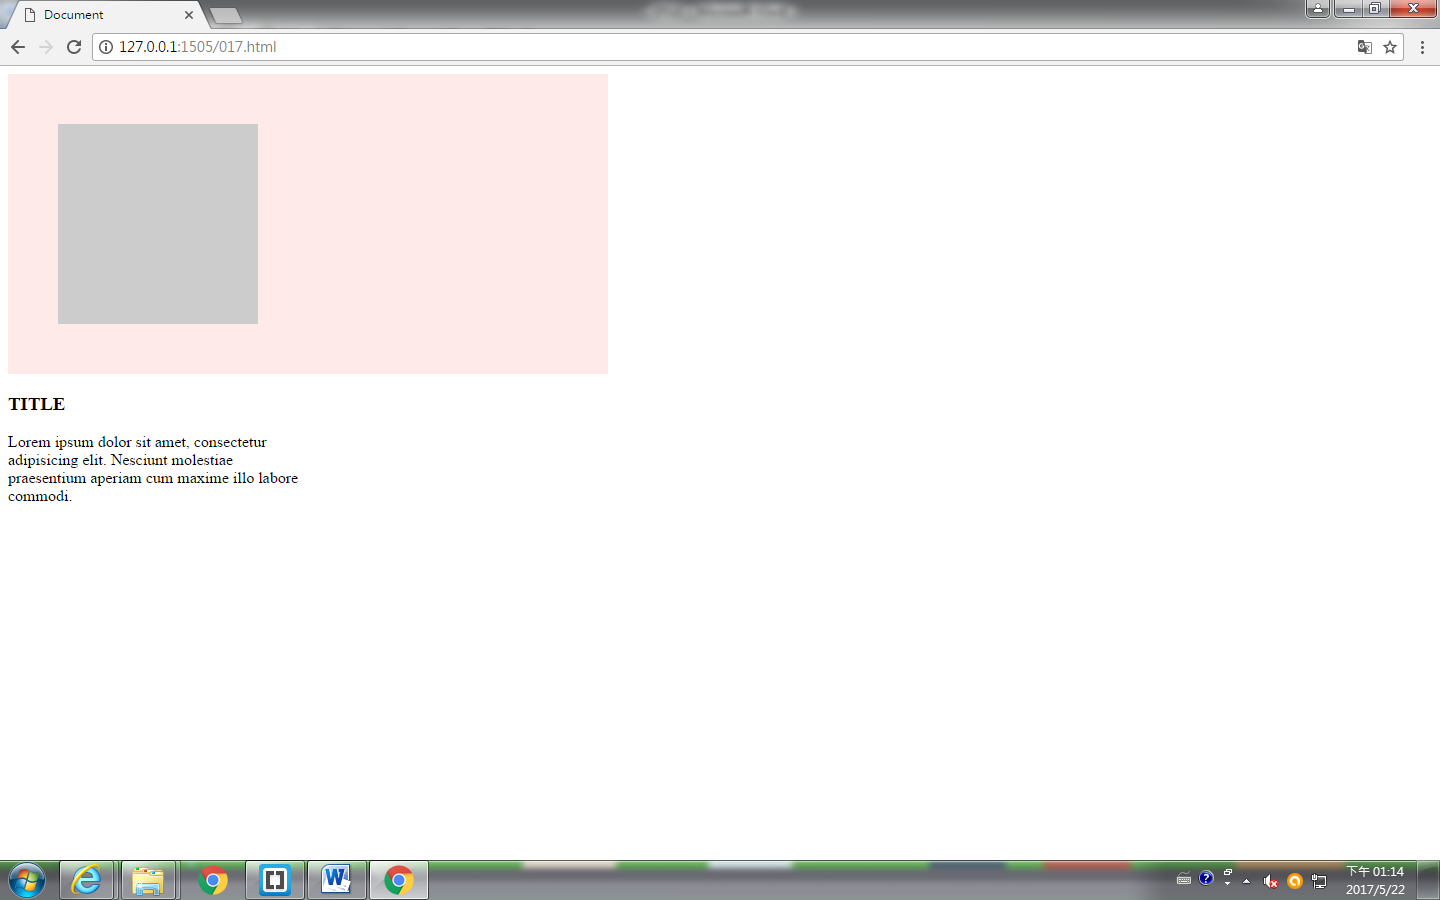 Document
127.0.0.1:1505/017.html
TITLE
Lorem ipsum dolor sit amet, consectetur
adipisicing elit. Nesciunt molestiae
praesentium aperiam cum maxime illo labore
commodi.
下午 01:14
2017/5/22